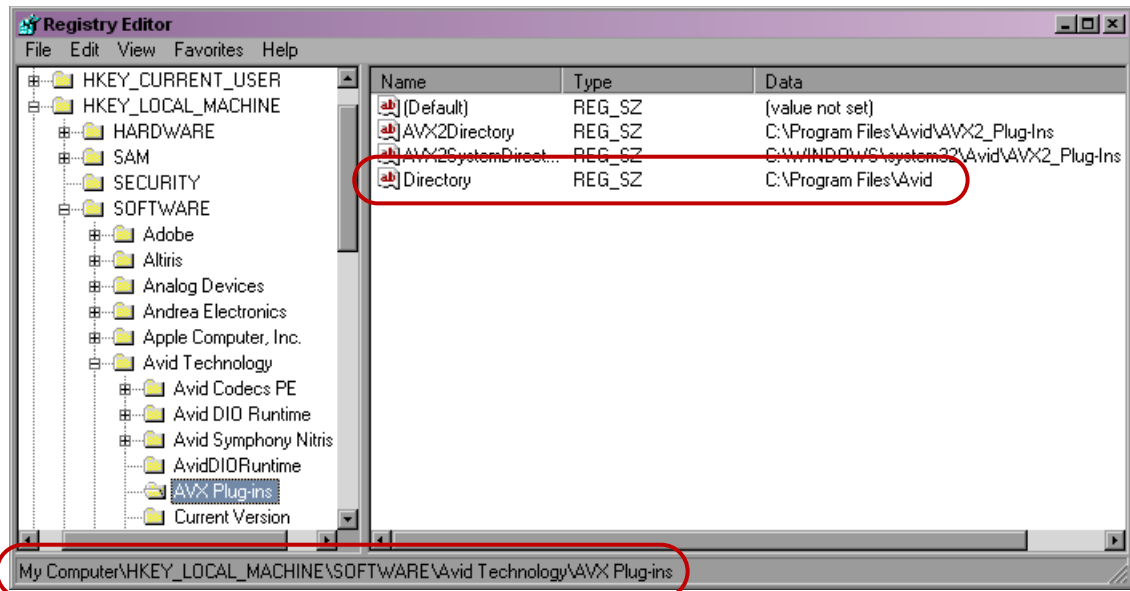 Registry Editor
File Edit View Favorites Help
HKEY_CURRENT_USER
HKEY_LOCAL_MACHINE
HARDWARE
SAM
SECURITY
SOFTWARE
Adobe
Altiris
Analog Devices
Andrea Electronics
Apple Computer, Inc.
Avid Technology
Avid Codecs PE
Avid DIO Runtime
Avid Symphony Nitris
AvidDIORuntime
AVX Plug-ins
Current Version
Name Type Data
(Default) REG_SZ (value not set)
AVX2Directory REG_SZ C:\Program Files\Avid\AVX2_Plug-Ins
AVX2SystemDirect... REG_SZ C:\WINDOWS\system32\Avid\AVX2_Plug-Ins
Directory REG_SZ C:\Program Files\Avid
My Computer\HKEY_LOCAL_MACHINE\SOFTWARE\Avid Technology\AVX Plug-ins